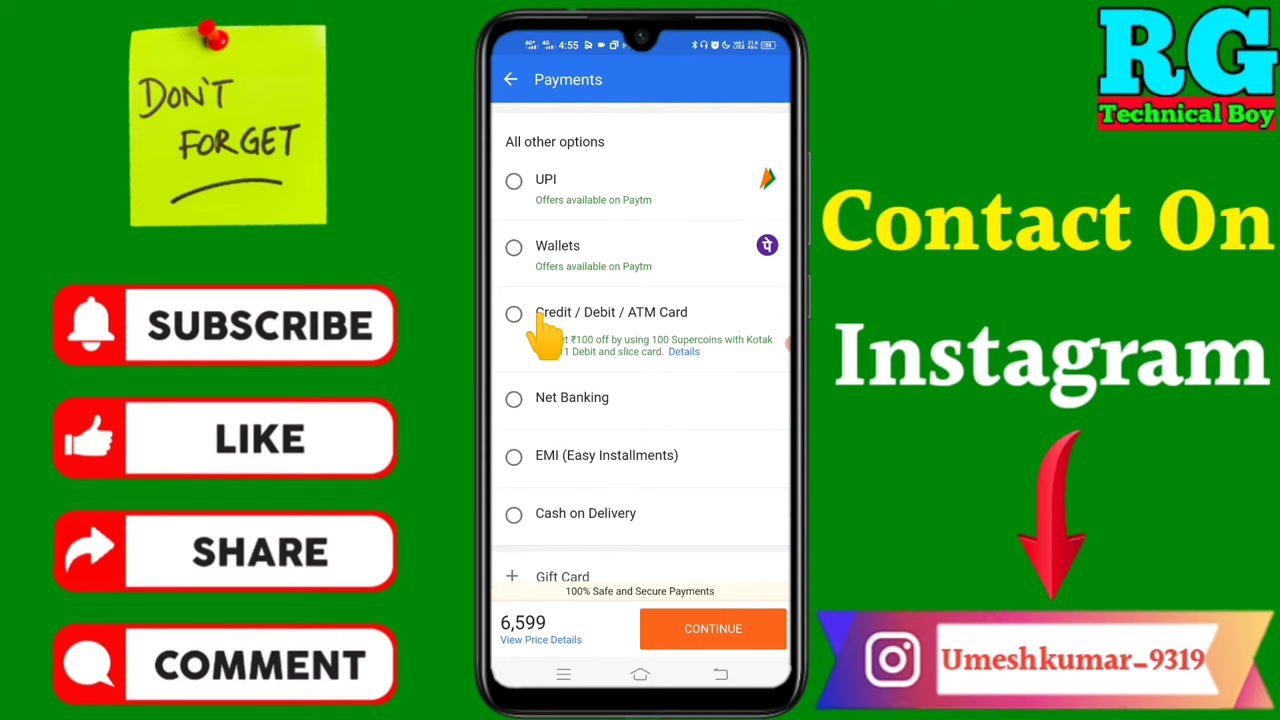 DON'T
FORGET
SUBSCRIBE
LIKE
SHARE
COMMENT
4:55
Payments
All other options
UPI
Offers available on Paytm
Wallets
पे
Offers available on Paytm
Credit / Debit / ATM Card
₹100 off by using 100 Supercoins with Kotak
Debit and slice card. Details
Net Banking
EMI (Easy Installments)
Cash on Delivery
+ Gift Card
100% Safe and Secure Payments
6,599
View Price Details
CONTINUE
RG
Technical Boy
Contact On
Instagram
Umeshkumar-9319